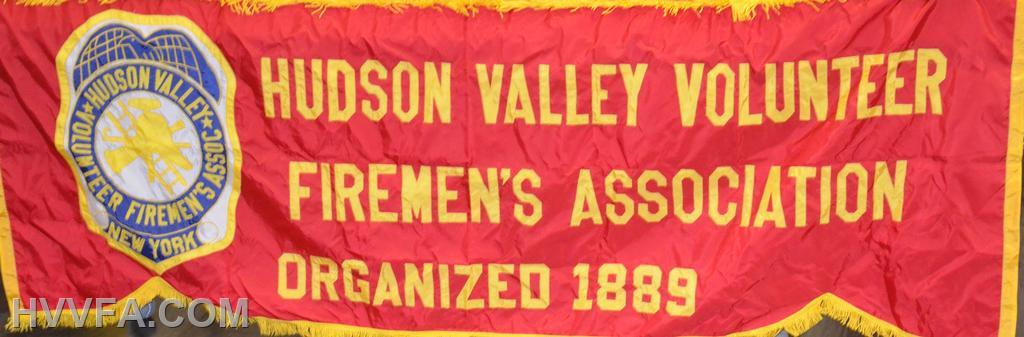 HUDSON VALLEY
VOLUNTEER FIREMEN'S ASSOC.
NEW YORK
HUDSON VALLEY VOLUNTEER
FIREMEN'S ASSOCIATION
ORGANIZED 1889
HVVFA.COM